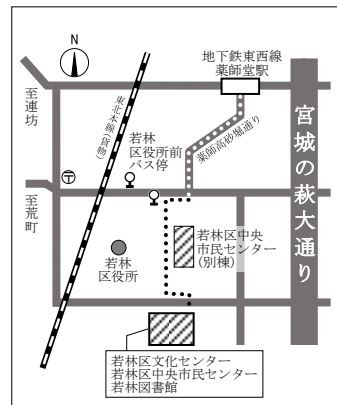 N
地下鉄東西線
薬師堂駅
至連坊
東北本線(貨物)
若林
区役所前
バス停
薬師高砂堀通り
宮城の萩大通り
〒
至荒町
若林
区役所
若林区中央
市民センター
(別棟)
若林区文化センター
若林区中央市民センター
若林図書館